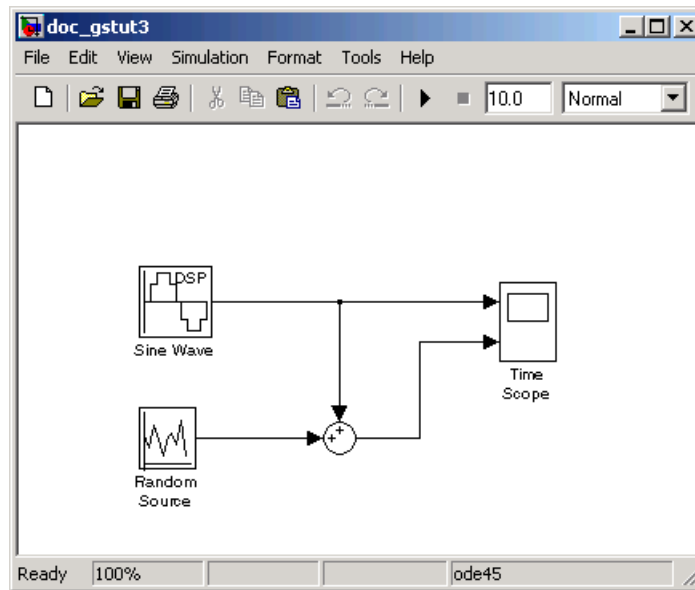 doc_gstut3
File Edit View Simulation Format Tools Help
10.0 Normal
DSP
Sine Wave
Time
Scope
+ +
Random
Source
Ready 100% ode45